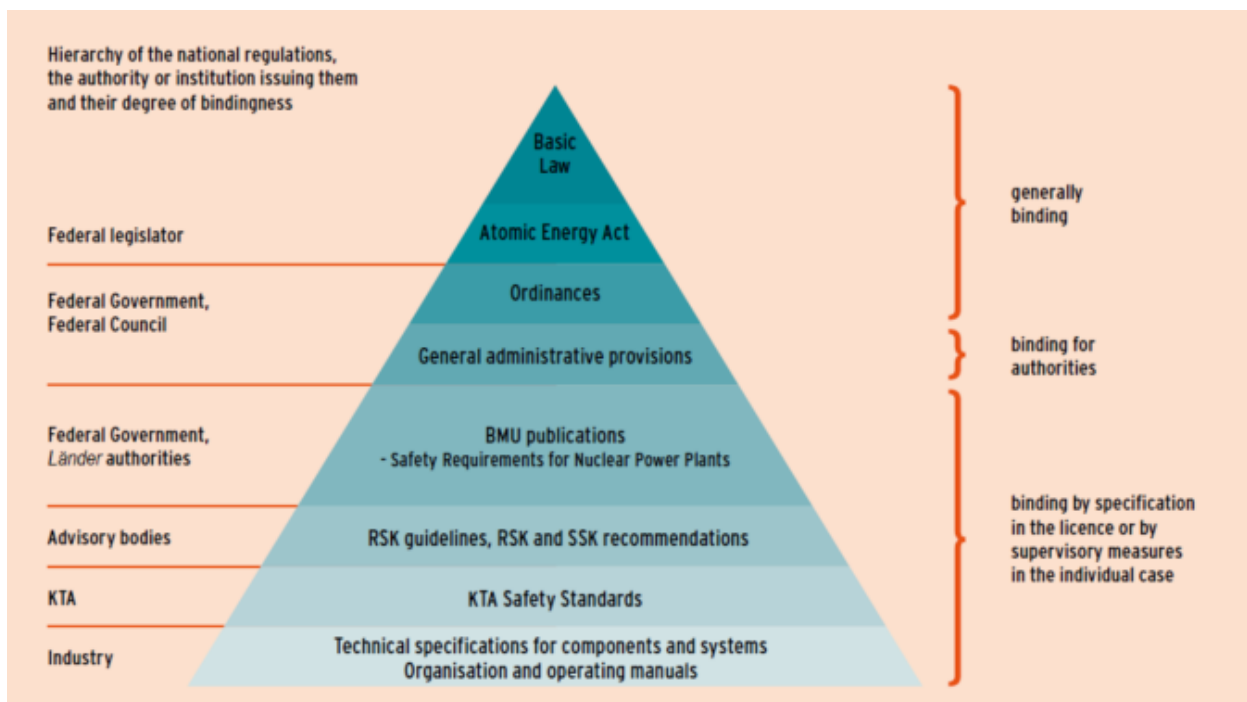 Hierarchy of the national regulations,
the authority or institution issuing them
and their degree of bindingness
Basic
Law
generally
binding
Federal legislator
Atomic Energy Act
Federal Government,
Federal Council
Ordinances
General administrative provisions
binding for
authorities
Federal Government,
Länder authorities
BMU publications
- Safety Requirements for Nuclear Power Plants
binding by specification
in the licence or by
supervisory measures
in the individual case
Advisory bodies
RSK guidelines, RSK and SSK recommendations
KTA
KTA Safety Standards
Industry
Technical specifications for components and systems
Organisation and operating manuals